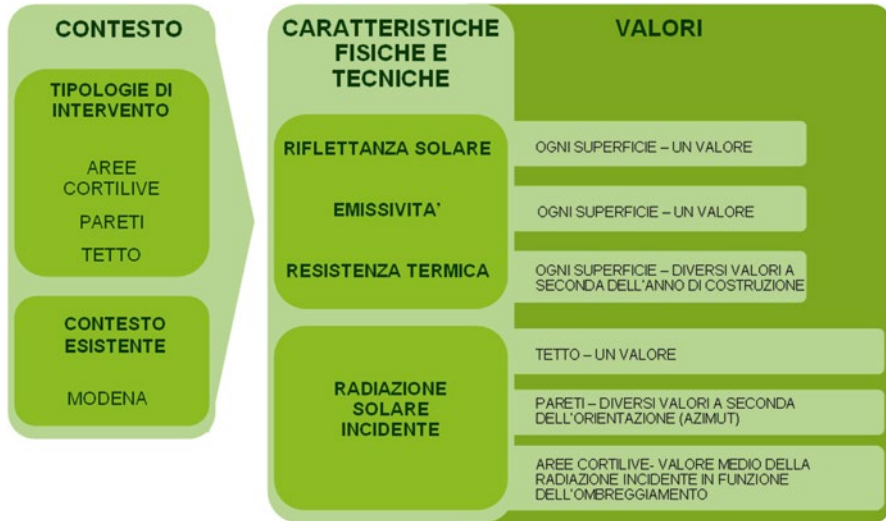 CONTESTO
TIPOLOGIE DI
INTERVENTO
AREE
CORTILIVE
PARETI
TETTO
CONTESTO
ESISTENTE
MODENA
CARATTERISTICHE
FISICHE E
TECNICHE
VALORI
RIFLETTANZA SOLARE
OGNI SUPERFICIE – UN VALORE
EMISSIVITA’
OGNI SUPERFICIE – UN VALORE
RESISTENZA TERMICA
OGNI SUPERFICIE – DIVERSI VALORI A
SECONDA DELL'ANNO DI COSTRUZIONE
RADIAZIONE
SOLARE
INCIDENTE
TETTO – UN VALORE
PARETI – DIVERSI VALORI A SECONDA
DELL'ORIENTAZIONE (AZIMUT)
AREE CORTILIVE- VALORE MEDIO DELLA
RADIAZIONE INCIDENTE IN FUNZIONE
DELL'OMBREGGIAMENTO